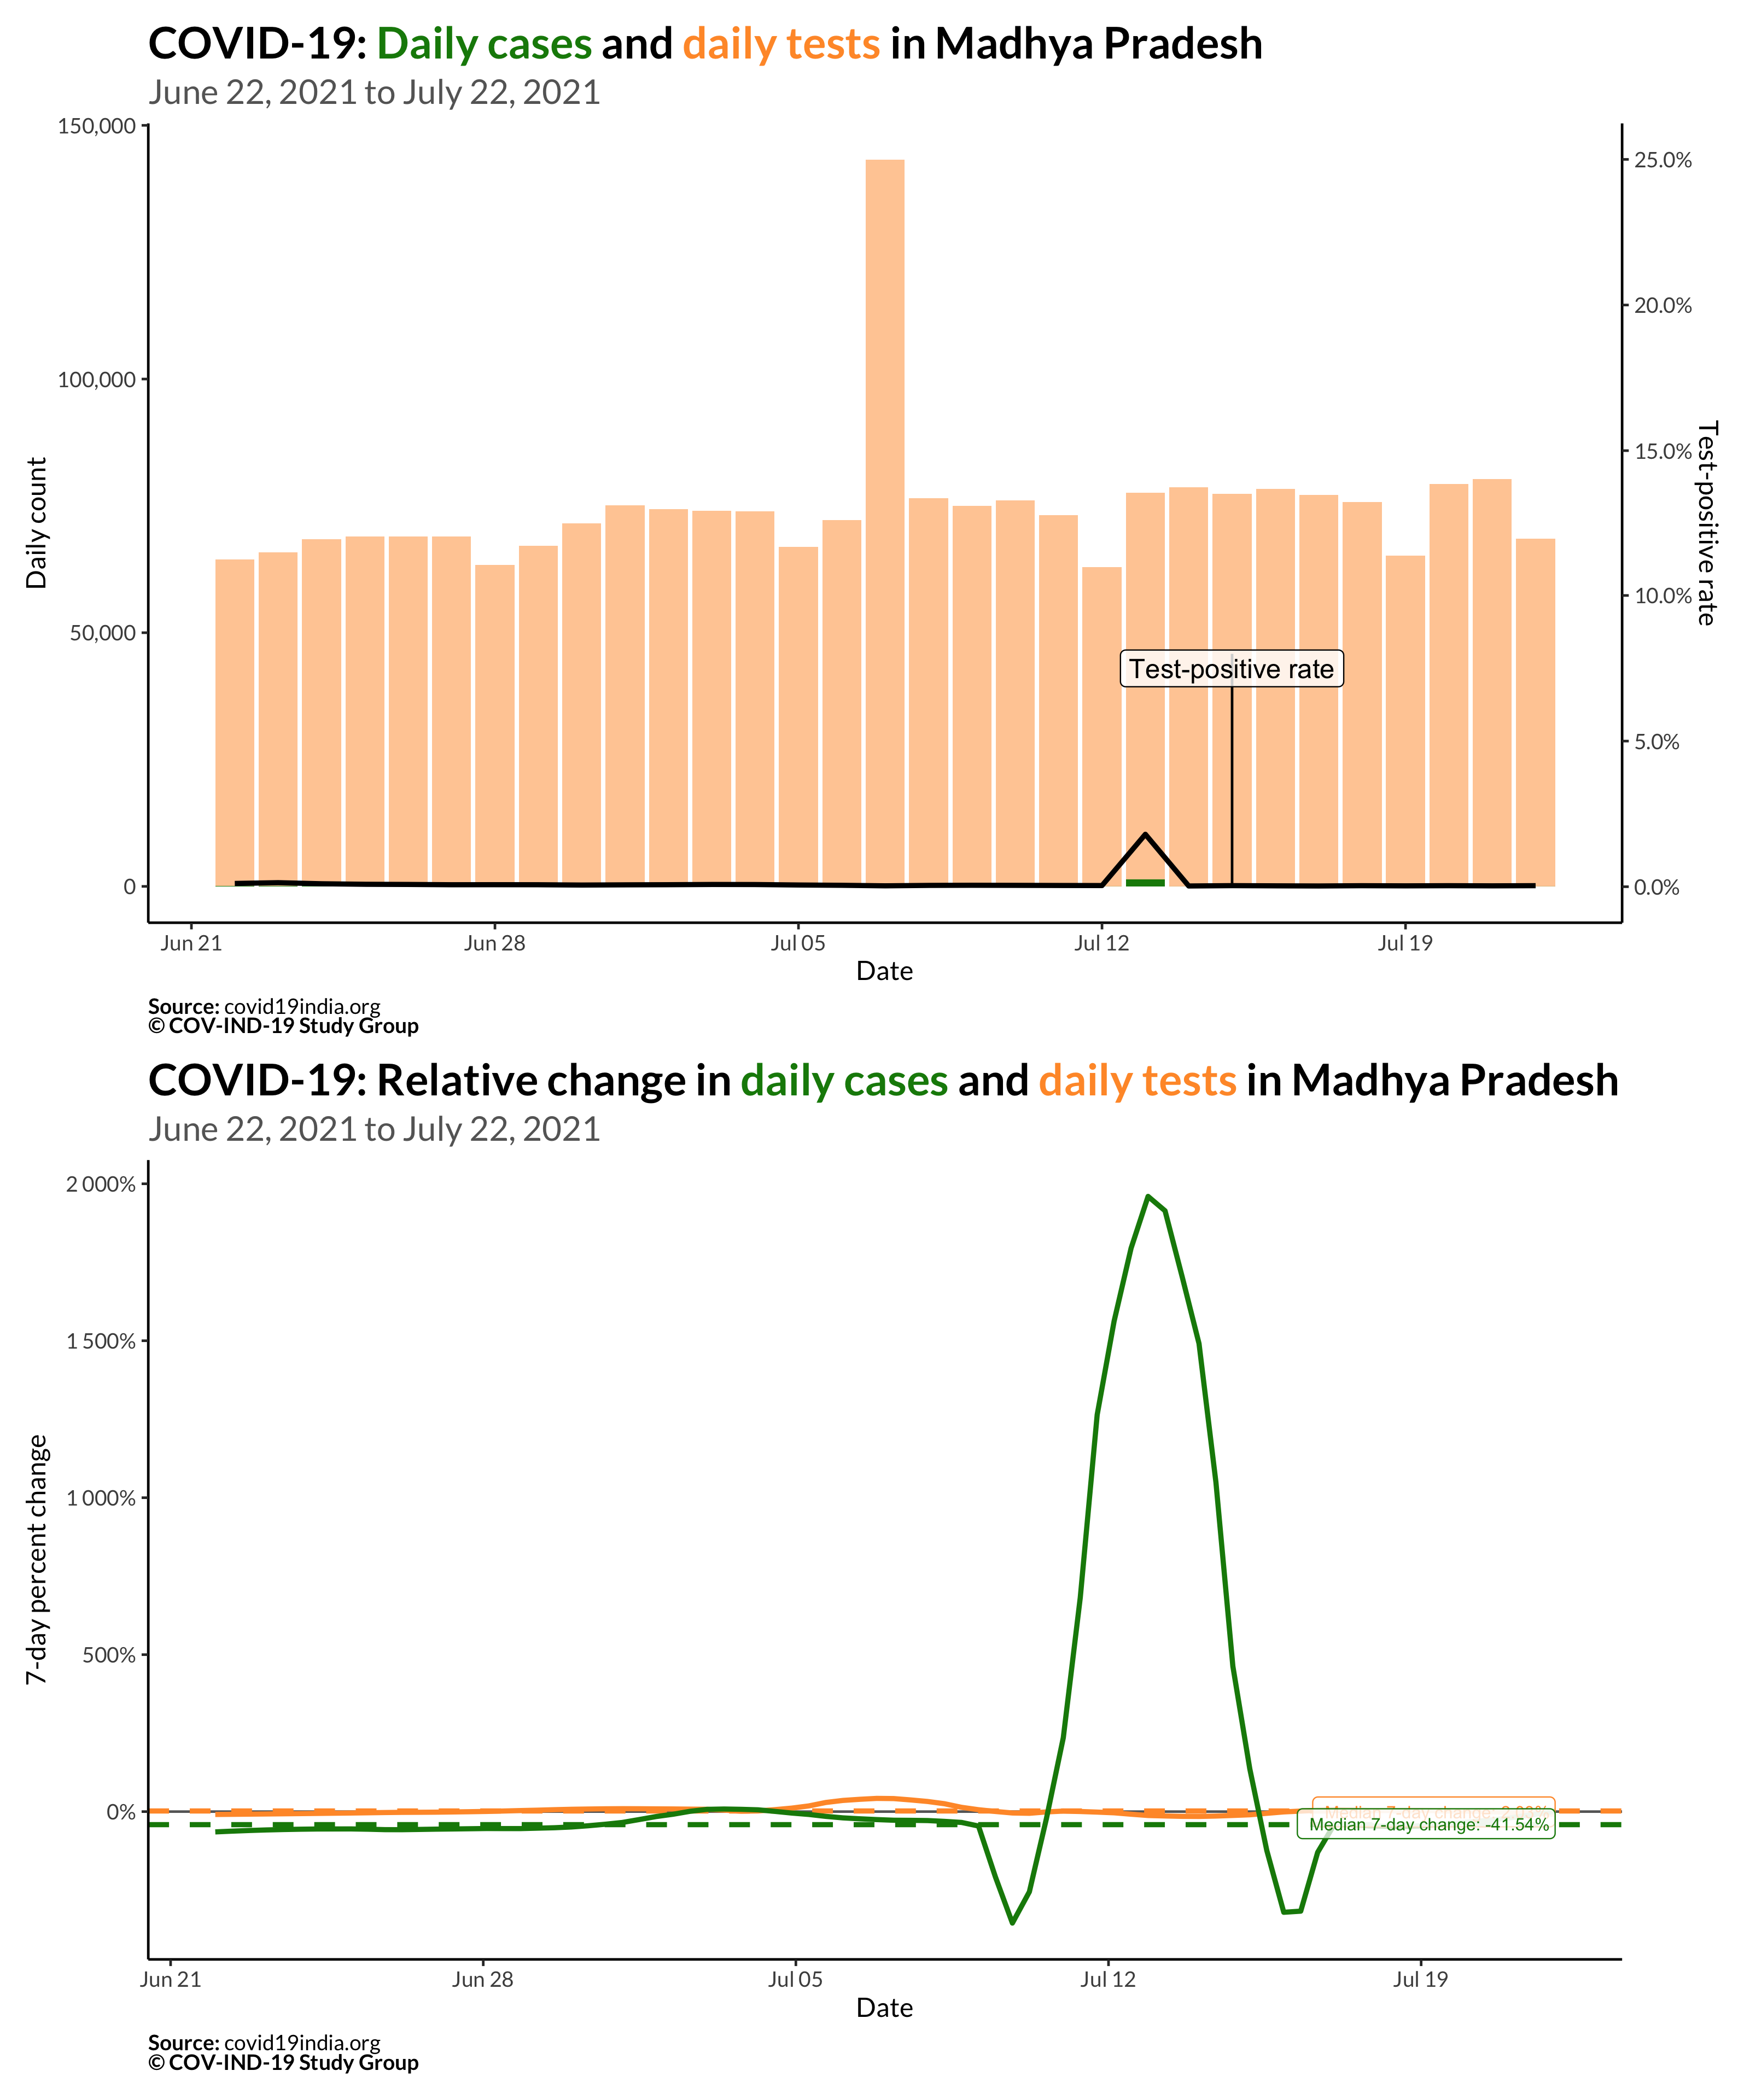 COVID-19: Daily cases and daily tests in Madhya Pradesh
June 22, 2021 to July 22, 2021
150,000
100,000
50,000
0
Daily count
25.0%
20.0%
15.0%
10.0%
5.0%
0.0%
Test-positive rate
Test-positive rate
Jun 21
Jun 28
Jul 05
Jul 12
Jul 19
Date
Source: covid19india.org
© COV-IND-19 Study Group
COVID-19: Relative change in daily cases and daily tests in Madhya Pradesh
June 22, 2021 to July 22, 2021
2 000%
1 500%
1 000%
500%
0%
7-day percent change
Median 7-day change:
Median 7-day change: -41.54%
Jun 21
Jun 28
Jul 05
Jul 12
Jul 19
Date
Source: covid19india.org
© COV-IND-19 Study Group